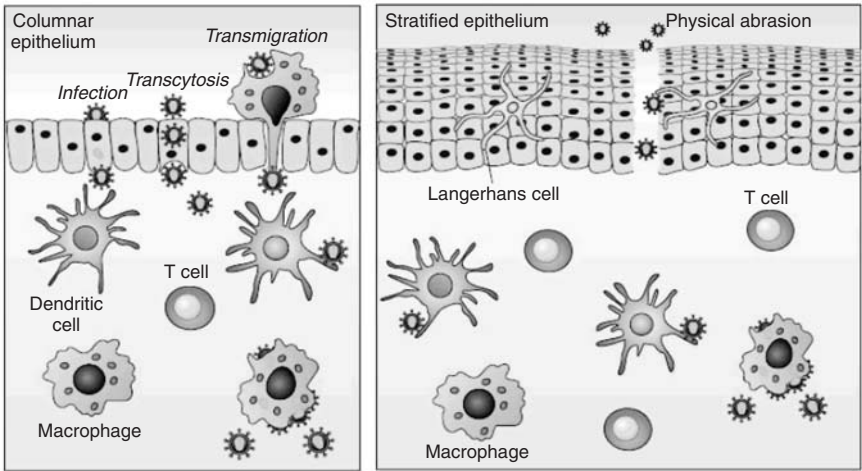 Columnar
epithelium
Transmigration
Transcytosis
Infection
T cell
Dendritic
cell
Macrophage
Stratified epithelium
Physical abrasion
Langerhans cell
T cell
Macrophage